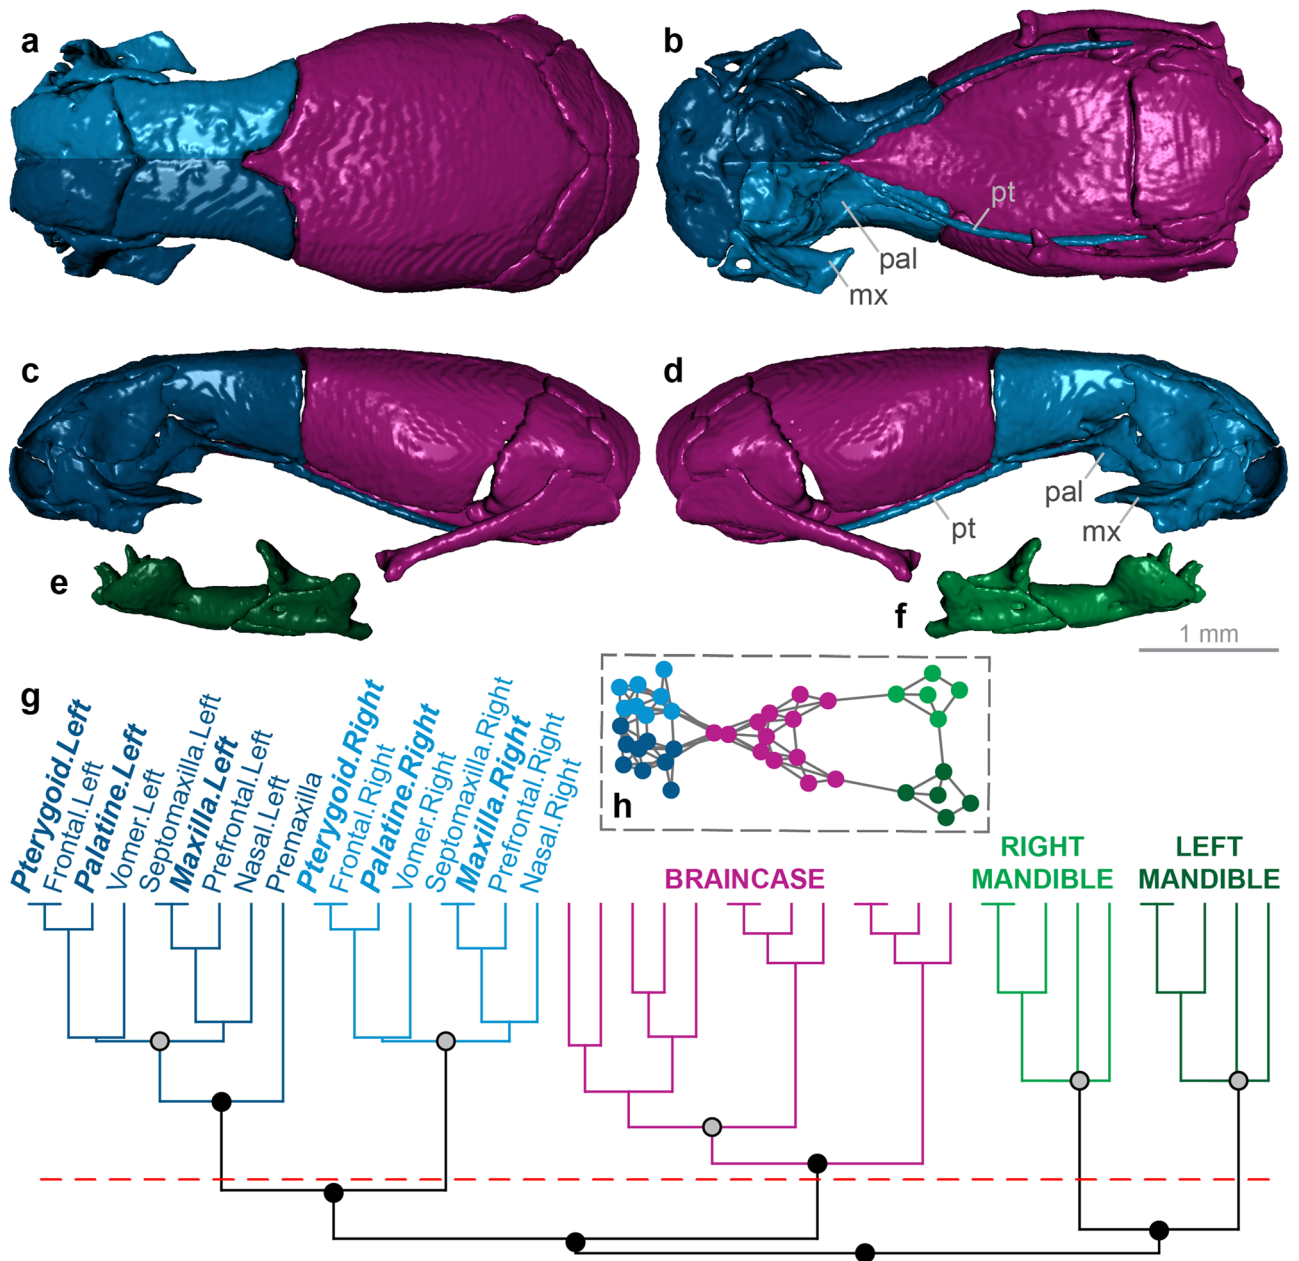 a
b
pt
pal
mx
c
d
pal
pt
mx
e
f
1 mm
g
h
Pterygoid.Left
Frontal.Left
Palatine.Left
Vomer.Left
Septomaxilla.Left
Maxilla.Left
Prefrontal.Left
Nasal.Left
Premaxilla
Pterygoid.Right
Frontal.Right
Palatine.Right
Vomer.Right
Septomaxilla.Right
Maxilla.Right
Prefrontal.Right
Nasal.Right
BRAINCASE
RIGHT
MANDIBLE
LEFT
MANDIBLE